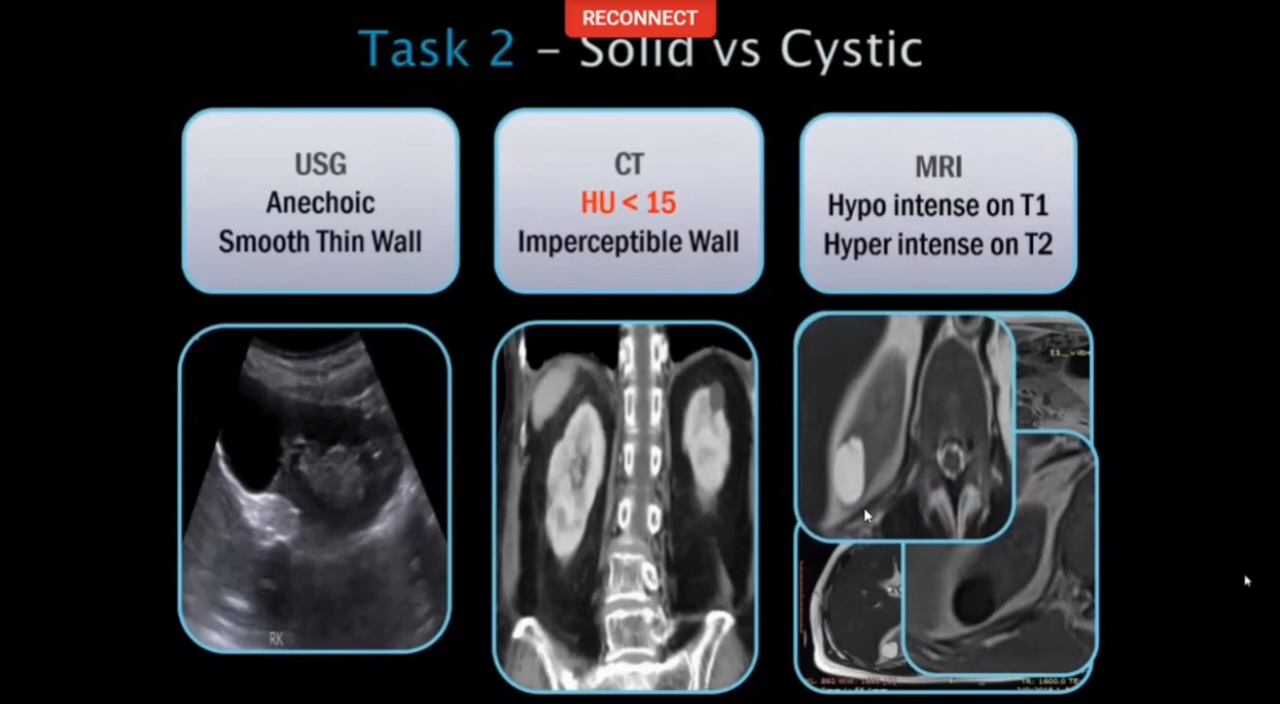 RECONNECT
Task 2 – Solid vs Cystic
USG
Anechoic
Smooth Thin Wall
CT
HU < 15
Imperceptible Wall
MRI
Hypo intense on T1
Hyper intense on T2
RK